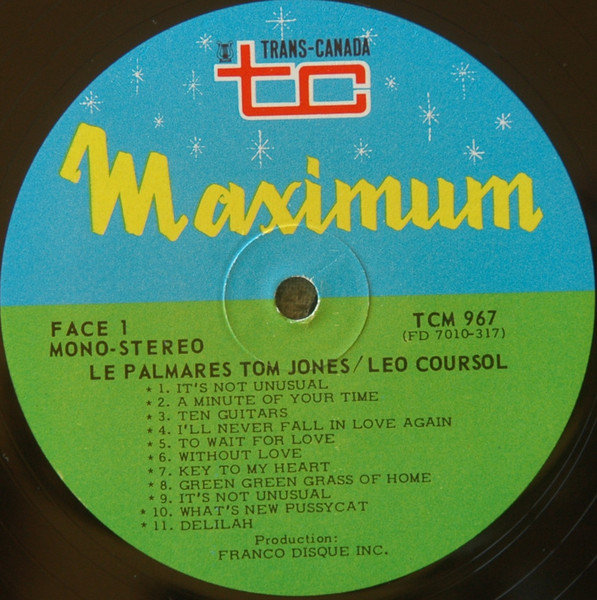 TRANS-CANADA
tc
Maximum
FACE 1
MONO-STEREO
TCM 967
(FD 7010-317)
LE PALMARES TOM JONES/LEO COURSOL
* 1. IT'S NOT UNUSUAL
* 2. A MINUTE OF YOUR TIME
* 3. TEN GUITARS
* 4. I'LL NEVER FALL IN LOVE AGAIN
* 5. TO WAIT FOR LOVE
* 6. WITHOUT LOVE
* 7. KEY TO MY HEART
* 8. GREEN GREEN GRASS OF HOME
* 9. IT'S NOT UNUSUAL
* 10. WHAT'S NEW PUSSYCAT
* 11. DELILAH
Production:
FRANCO DISQUE INC.